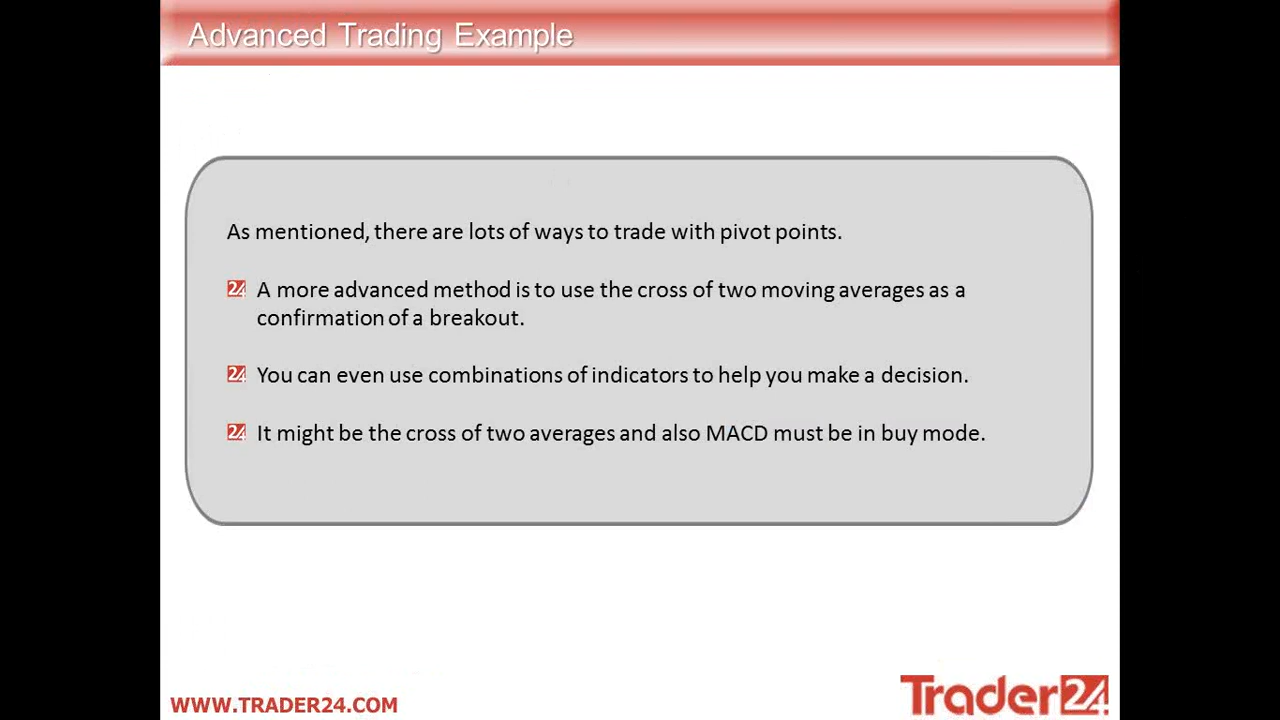 Advanced Trading Example
As mentioned, there are lots of ways to trade with pivot points.
24 A more advanced method is to use the cross of two moving averages as a
confirmation of a breakout.
24 You can even use combinations of indicators to help you make a decision.
24 It might be the cross of two averages and also MACD must be in buy mode.
WWW.TRADER24.COM
Trader24